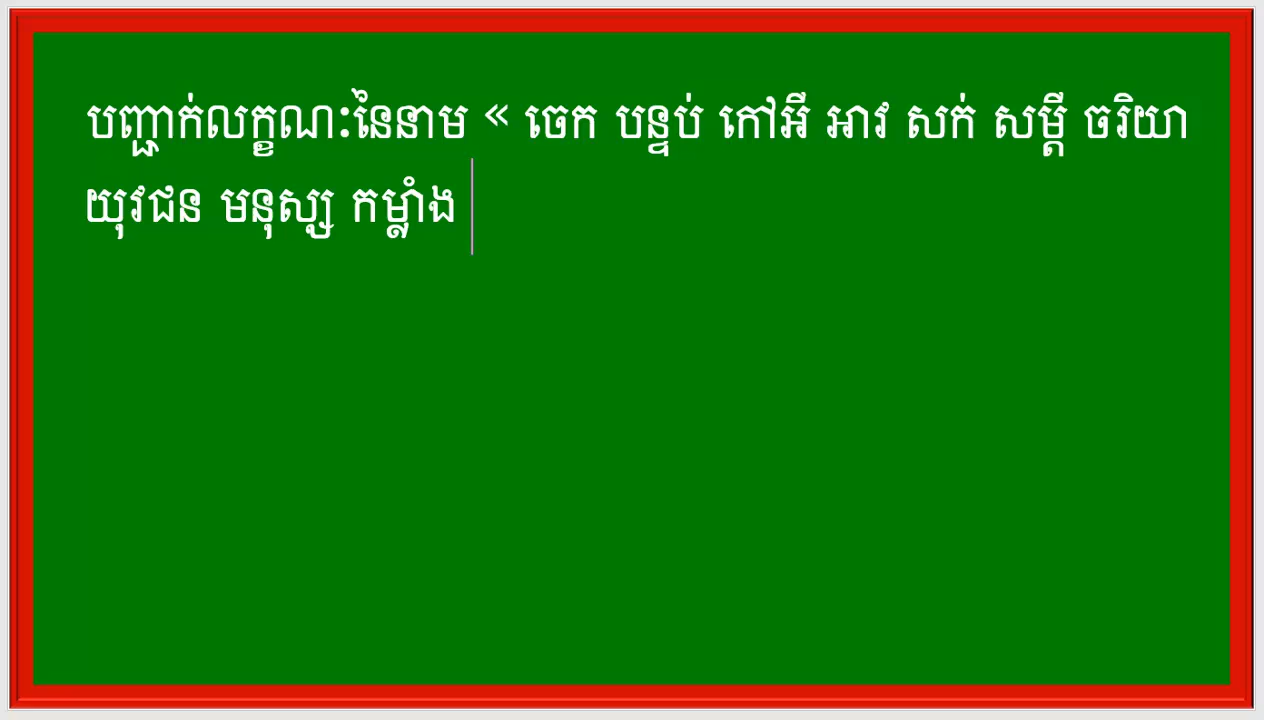 បញ្ជាក់លក្ខណៈនៃនាម « ចេក បន្ទប់ កៅអី អាវ សក់ សម្ដី ចរិយា
យុវជន មនុស្ស កម្លាំង